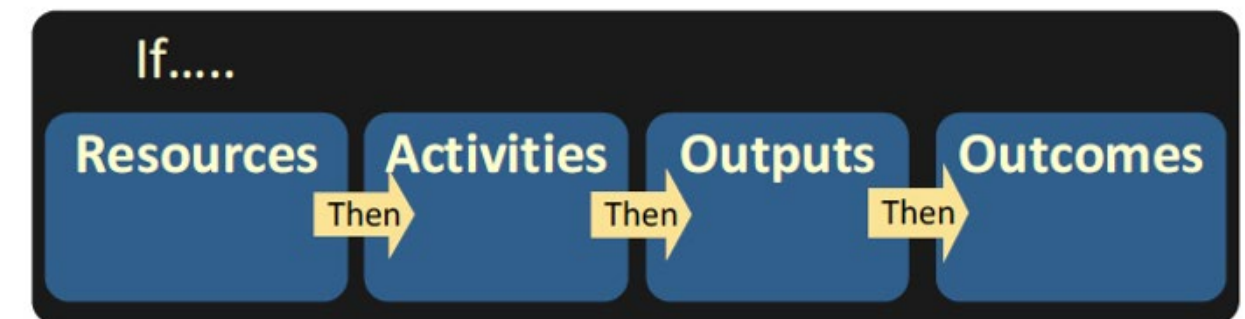 If.....
Resources Activities Outputs Outcomes
Then Then Then